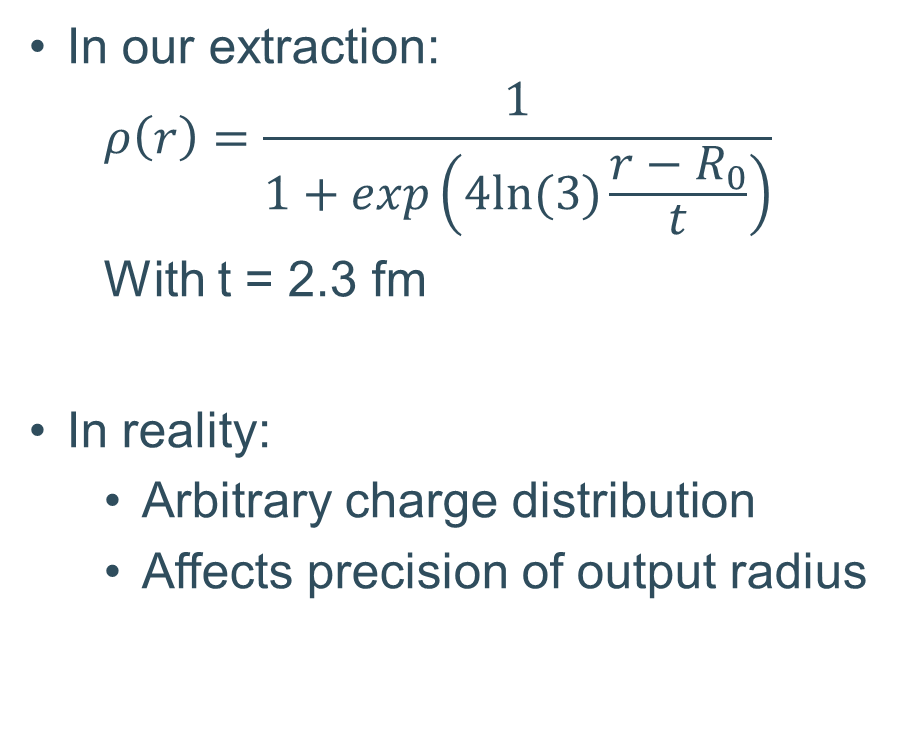 • In our extraction:
ρ(r) = 1 / (1 + exp(4ln(3) (r − R₀)/t))
With t = 2.3 fm
• In reality:
• Arbitrary charge distribution
• Affects precision of output radius